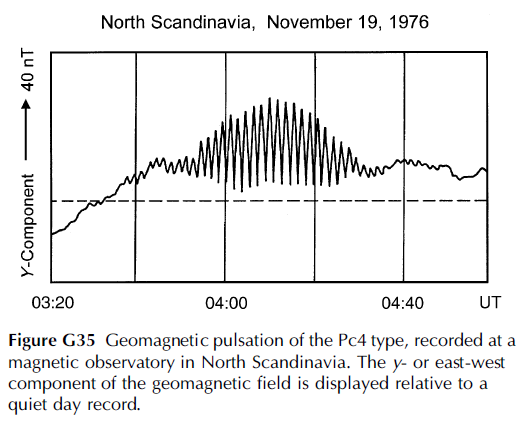 North Scandinavia, November 19, 1976
Y-Component → 40 nT
03:20 04:00 04:40 UT
Figure G35 Geomagnetic pulsation of the Pc4 type, recorded at a
magnetic observatory in North Scandinavia. The y- or east-west
component of the geomagnetic field is displayed relative to a
quiet day record.